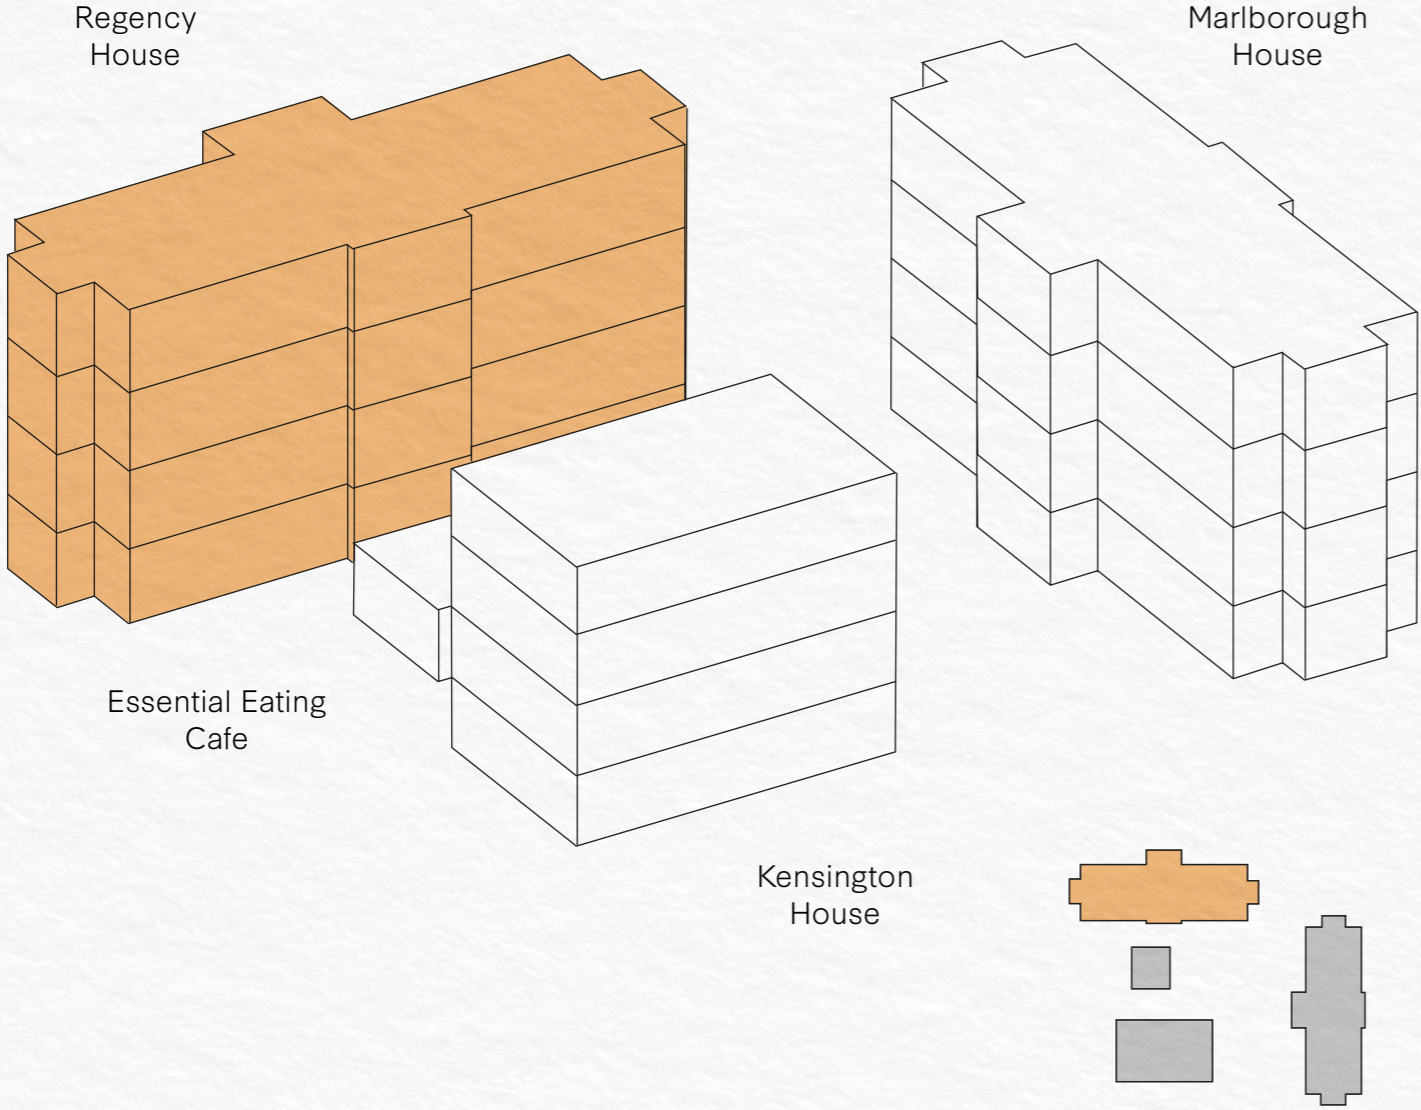 Regency
House
Marlborough
House
Essential Eating
Cafe
Kensington
House